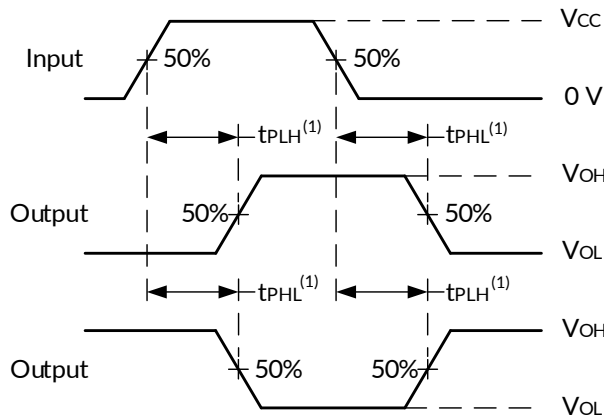 VCC
Input 50% 50%
0 V
tPLH(1) tPHL(1)
VOH
Output 50% 50%
VOL
tPHL(1) tPLH(1)
VOH
Output 50% 50%
VOL